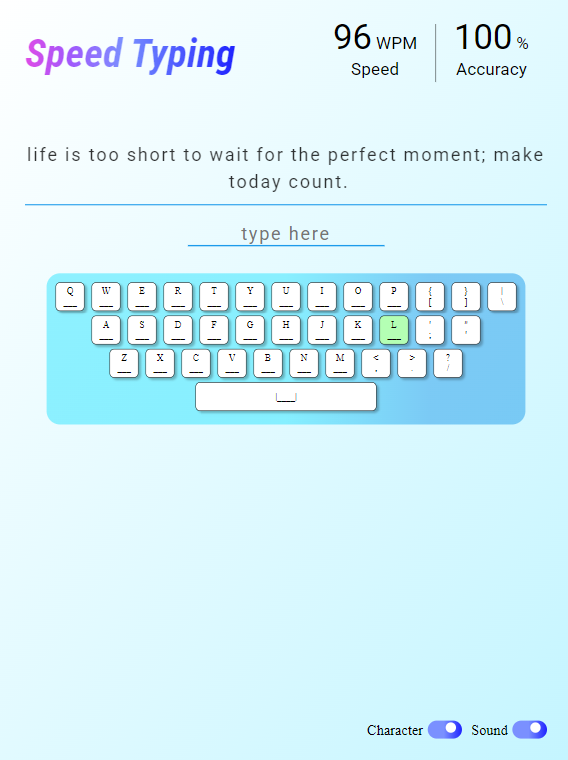 Speed Typing
96 WPM
Speed
100 %
Accuracy
life is too short to wait for the perfect moment; make
today count.
type here
Q W E R T Y U I O P { [ } ] | \
A S D F G H J K L : ; " '
Z X C V B N M < , > . ? /
|___|
Character Sound